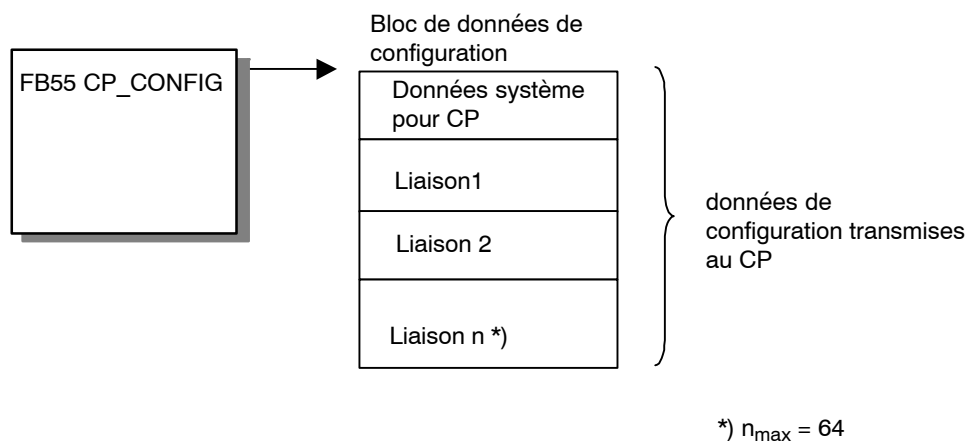 Bloc de données de
configuration
FB55 CP_CONFIG
Données système
pour CP
Liaison1
Liaison 2
Liaison n *)
données de
configuration transmises
au CP
*) nmax = 64